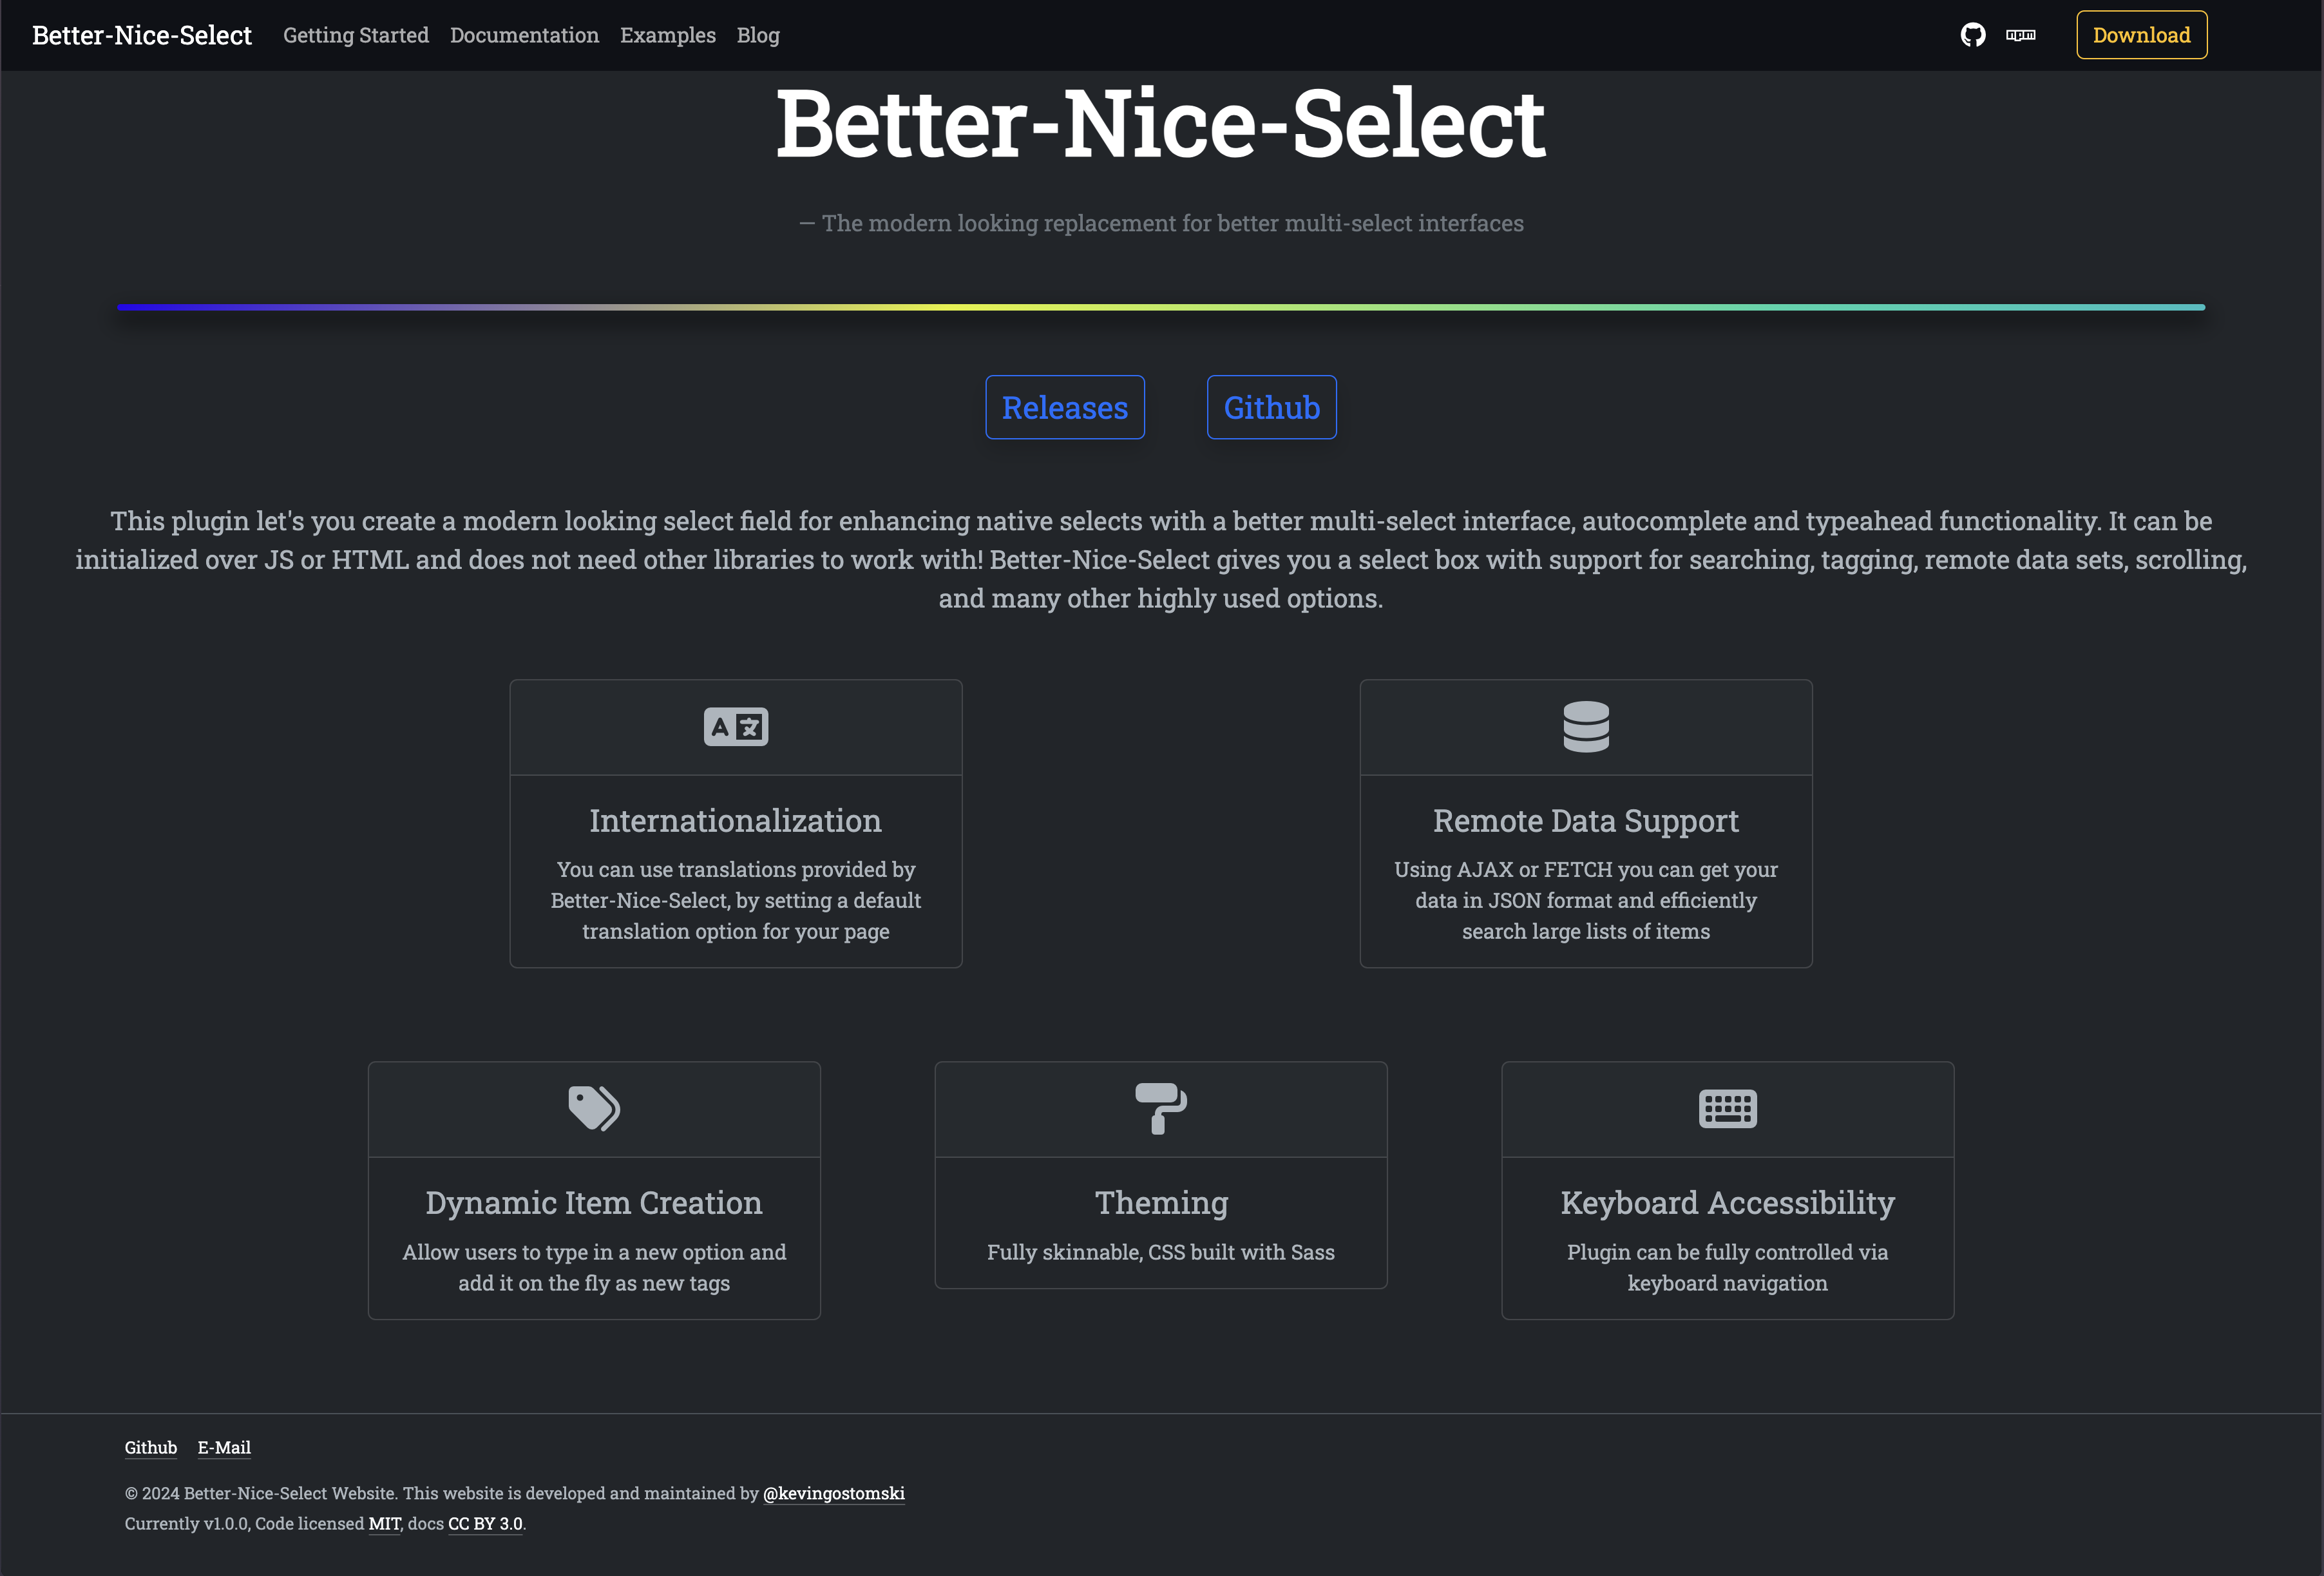 Better-Nice-Select Getting Started Documentation Examples Blog npm Download
Better-Nice-Select
— The modern looking replacement for better multi-select interfaces
Releases Github
This plugin let's you create a modern looking select field for enhancing native selects with a better multi-select interface, autocomplete and typeahead functionality. It can be
initialized over JS or HTML and does not need other libraries to work with! Better-Nice-Select gives you a select box with support for searching, tagging, remote data sets, scrolling,
and many other highly used options.
A 文
Internationalization
You can use translations provided by
Better-Nice-Select, by setting a default
translation option for your page
Remote Data Support
Using AJAX or FETCH you can get your
data in JSON format and efficiently
search large lists of items
Dynamic Item Creation
Allow users to type in a new option and
add it on the fly as new tags
Theming
Fully skinnable, CSS built with Sass
Keyboard Accessibility
Plugin can be fully controlled via
keyboard navigation
Github E-Mail
© 2024 Better-Nice-Select Website. This website is developed and maintained by @kevingostomski
Currently v1.0.0, Code licensed MIT, docs CC BY 3.0.